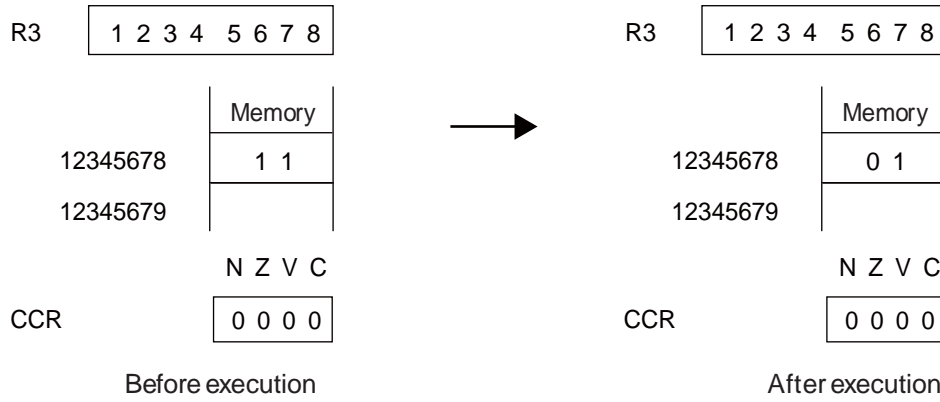 R3 1 2 3 4 5 6 7 8 R3 1 2 3 4 5 6 7 8
Memory Memory
12345678 1 1 12345678 0 1
12345679 12345679
N Z V C N Z V C
CCR 0 0 0 0 CCR 0 0 0 0
Before execution After execution